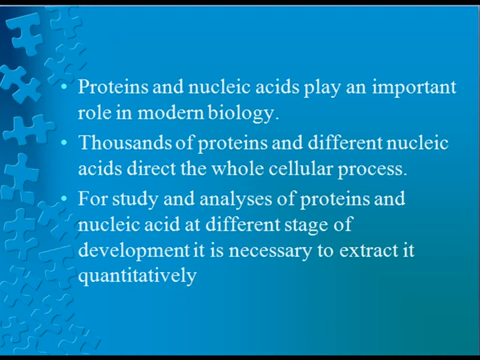 • Proteins and nucleic acids play an important
role in modern biology.
• Thousands of proteins and different nucleic
acids direct the whole cellular process.
• For study and analyses of proteins and
nucleic acid at different stage of
development it is necessary to extract it
quantitatively